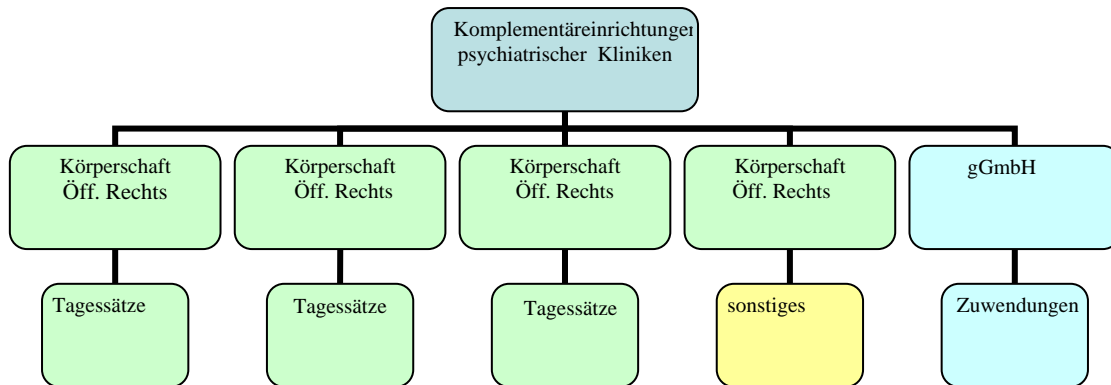 Komplementäreinrichtungen
psychiatrischer Kliniken
Körperschaft
Öff. Rechts
Körperschaft
Öff. Rechts
Körperschaft
Öff. Rechts
Körperschaft
Öff. Rechts
gGmbH
Tagessätze
Tagessätze
Tagessätze
sonstiges
Zuwendungen